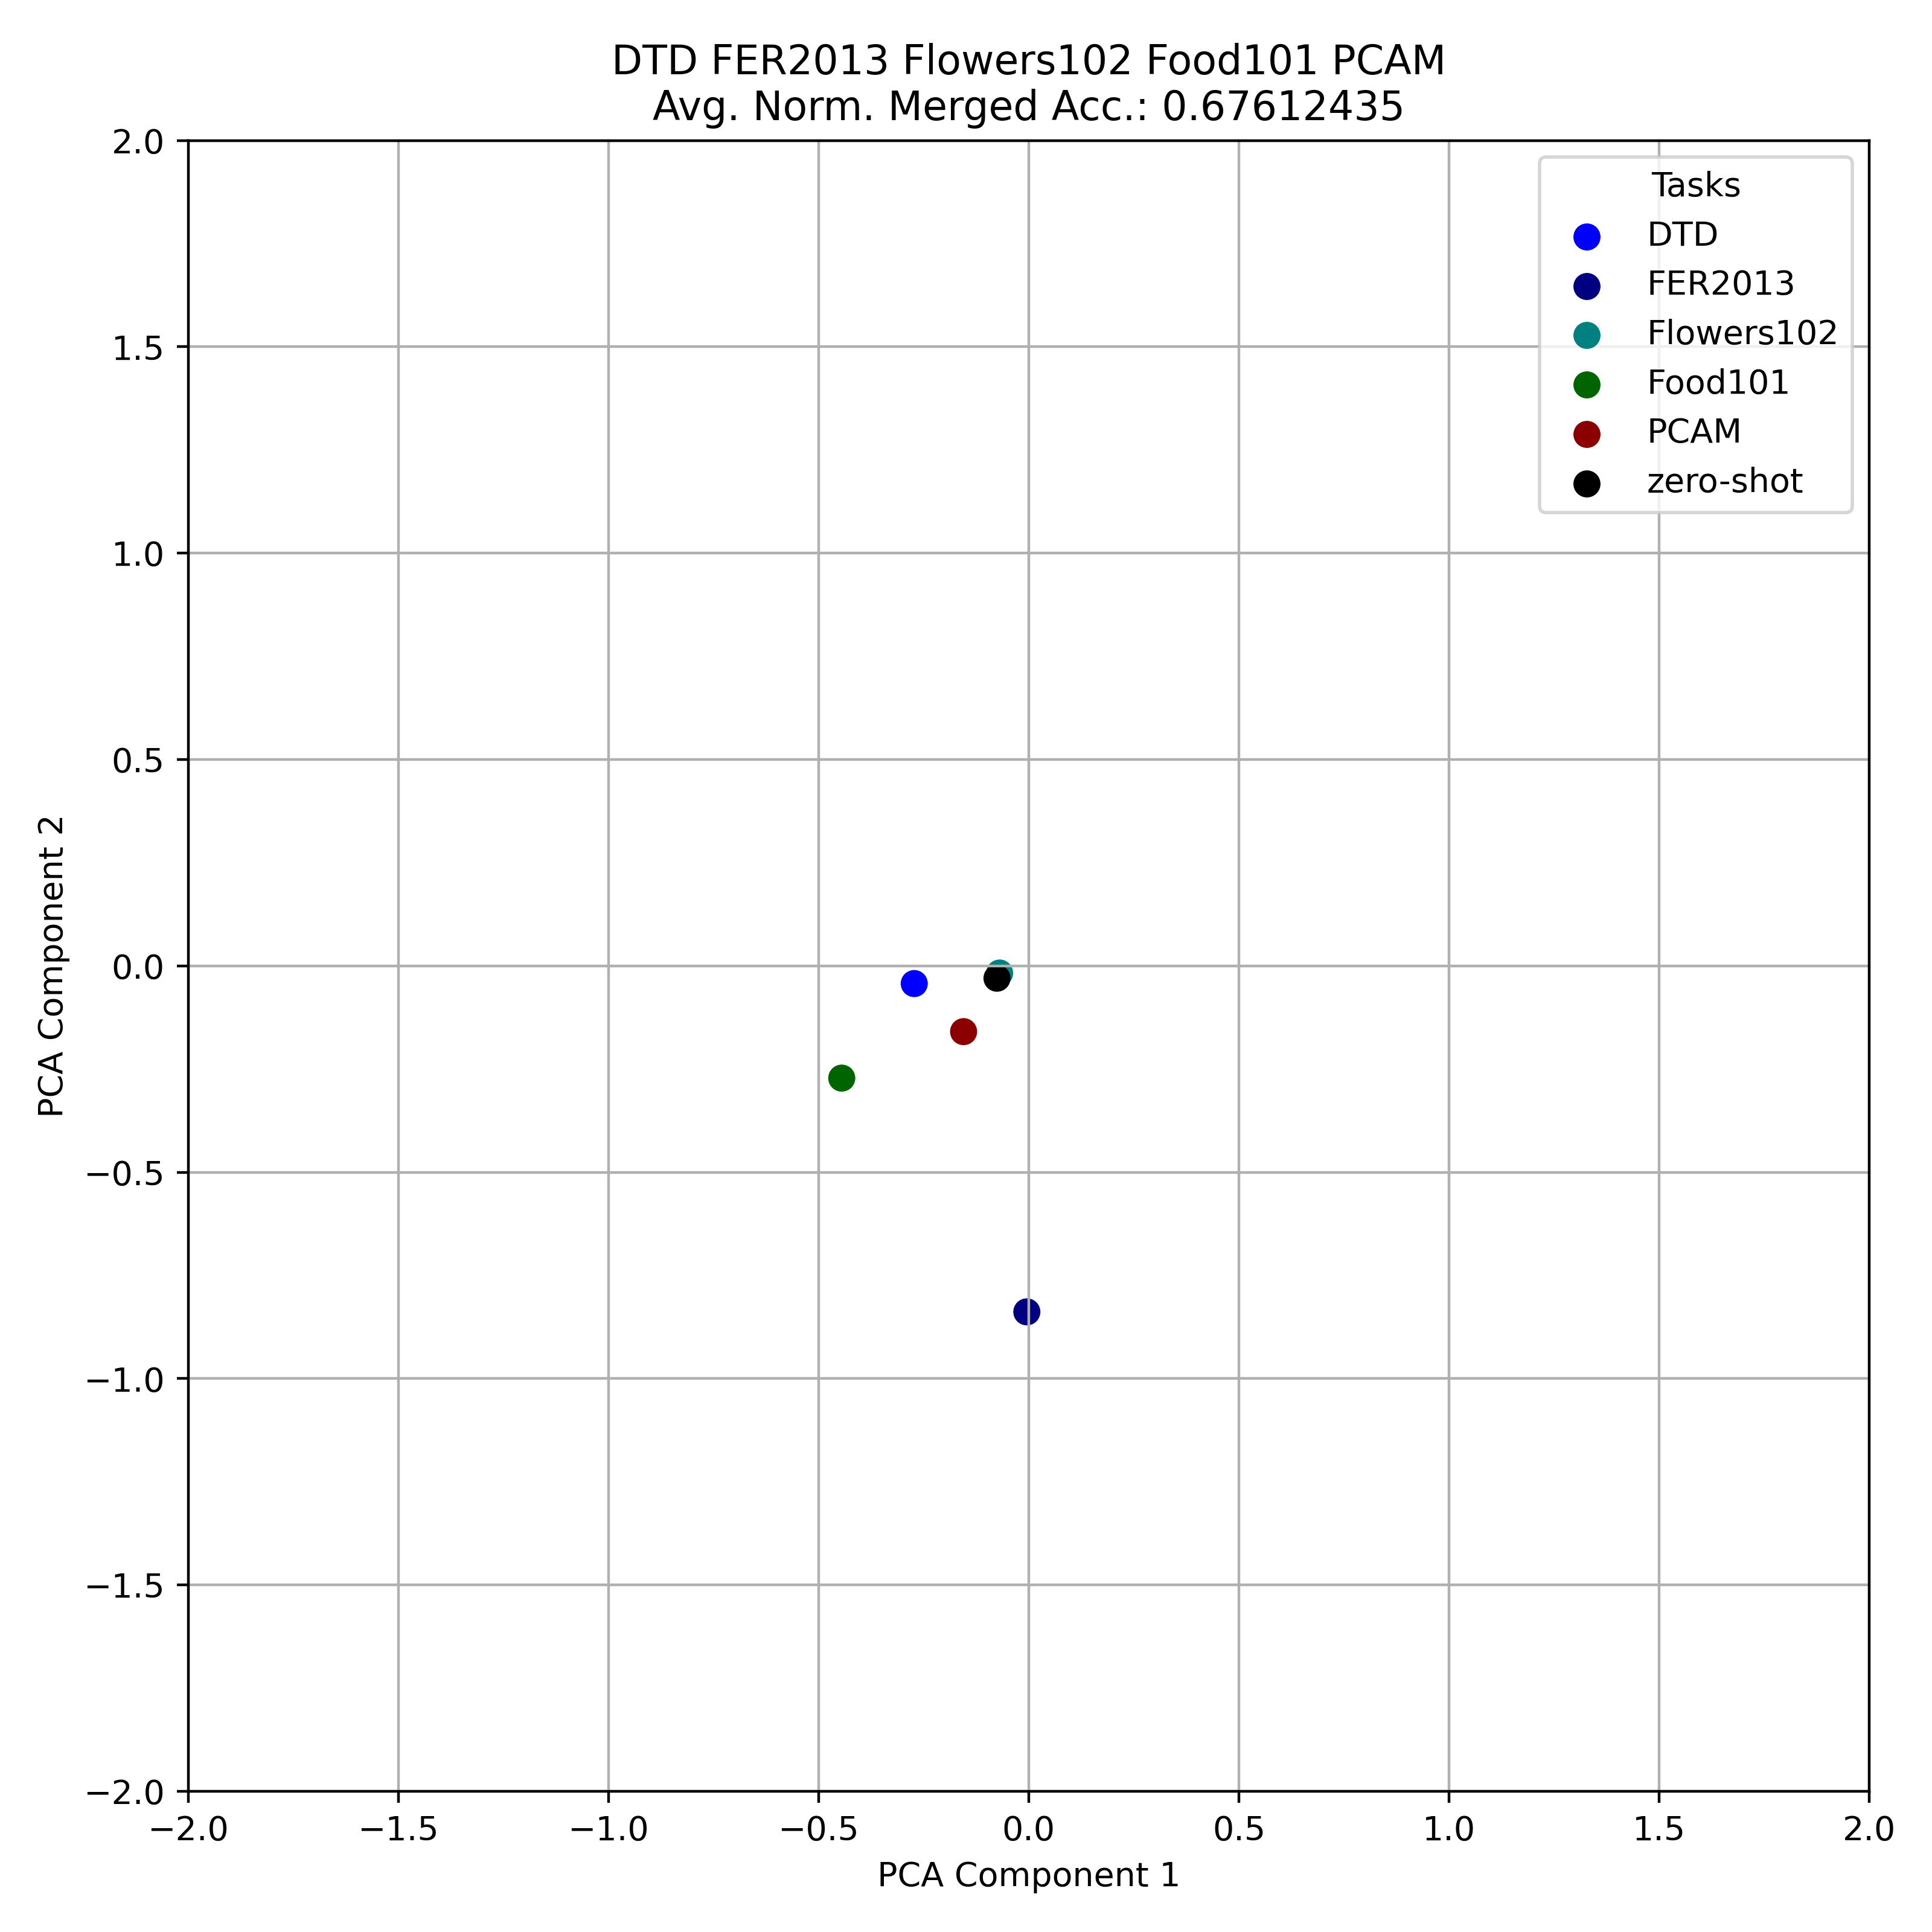 DTD FER2013 Flowers102 Food101 PCAM
Avg. Norm. Merged Acc.: 0.67612435
Tasks
DTD
FER2013
Flowers102
Food101
PCAM
zero-shot
PCA Component 2
2.0
1.5
1.0
0.5
0.0
−0.5
−1.0
−1.5
−2.0
−2.0 −1.5 −1.0 −0.5 0.0 0.5 1.0 1.5 2.0
PCA Component 1